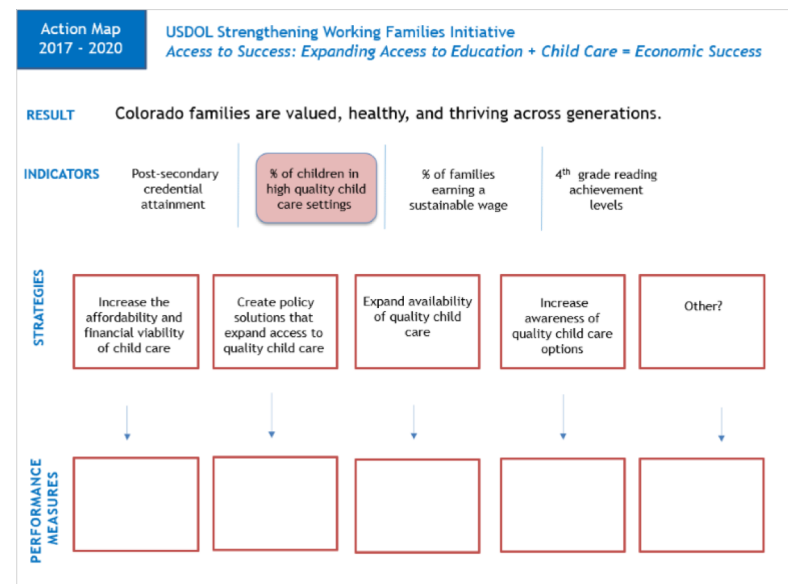 Action Map
2017 - 2020
USDOL Strengthening Working Families Initiative
Access to Success: Expanding Access to Education + Child Care = Economic Success
RESULT
Colorado families are valued, healthy, and thriving across generations.
INDICATORS
Post-secondary
credential
attainment
% of children in
high quality child
care settings
% of families
earning a
sustainable wage
4th grade reading
achievement
levels
STRATEGIES
Increase the
affordability and
financial viability
of child care
Create policy
solutions that
expand access to
quality child care
Expand availability
of quality child
care
Increase
awareness of
quality child care
options
Other?
PERFORMANCE
MEASURES